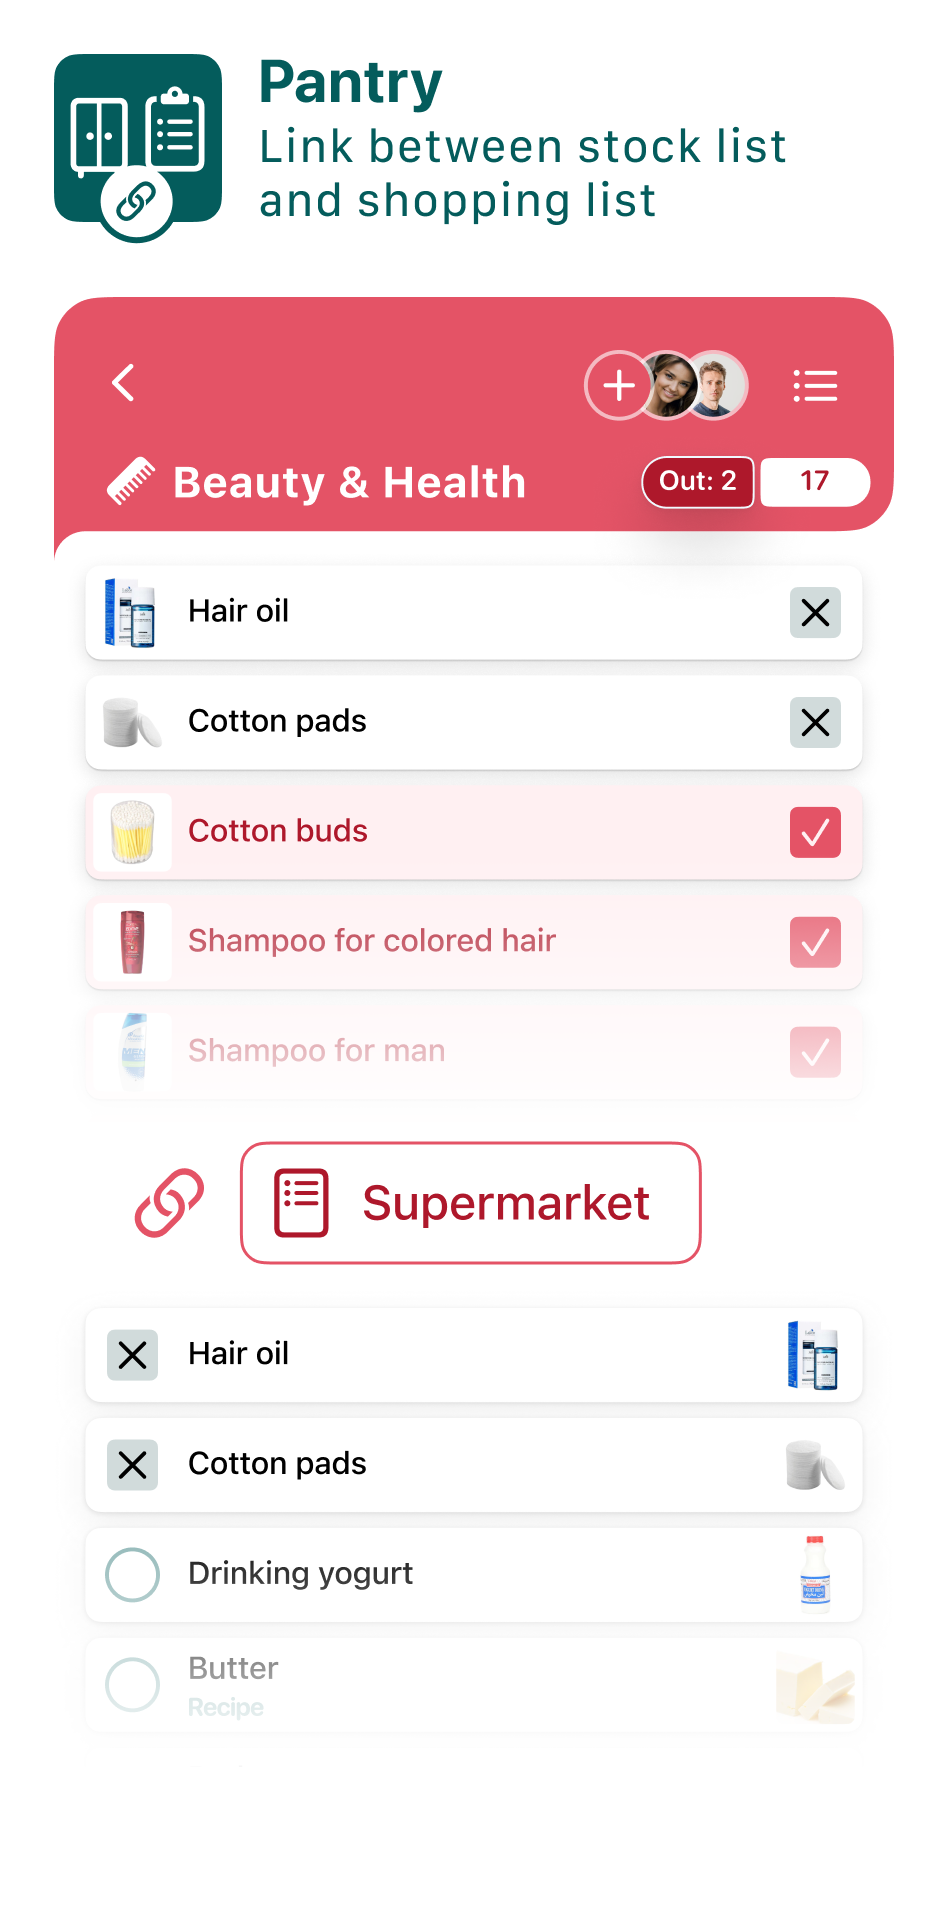 Pantry
Link between stock list
and shopping list
Beauty & Health
Out: 2
17
Hair oil
Cotton pads
Cotton buds
Shampoo for colored hair
Shampoo for man
Supermarket
Hair oil
Cotton pads
Drinking yogurt
Butter
Recipe